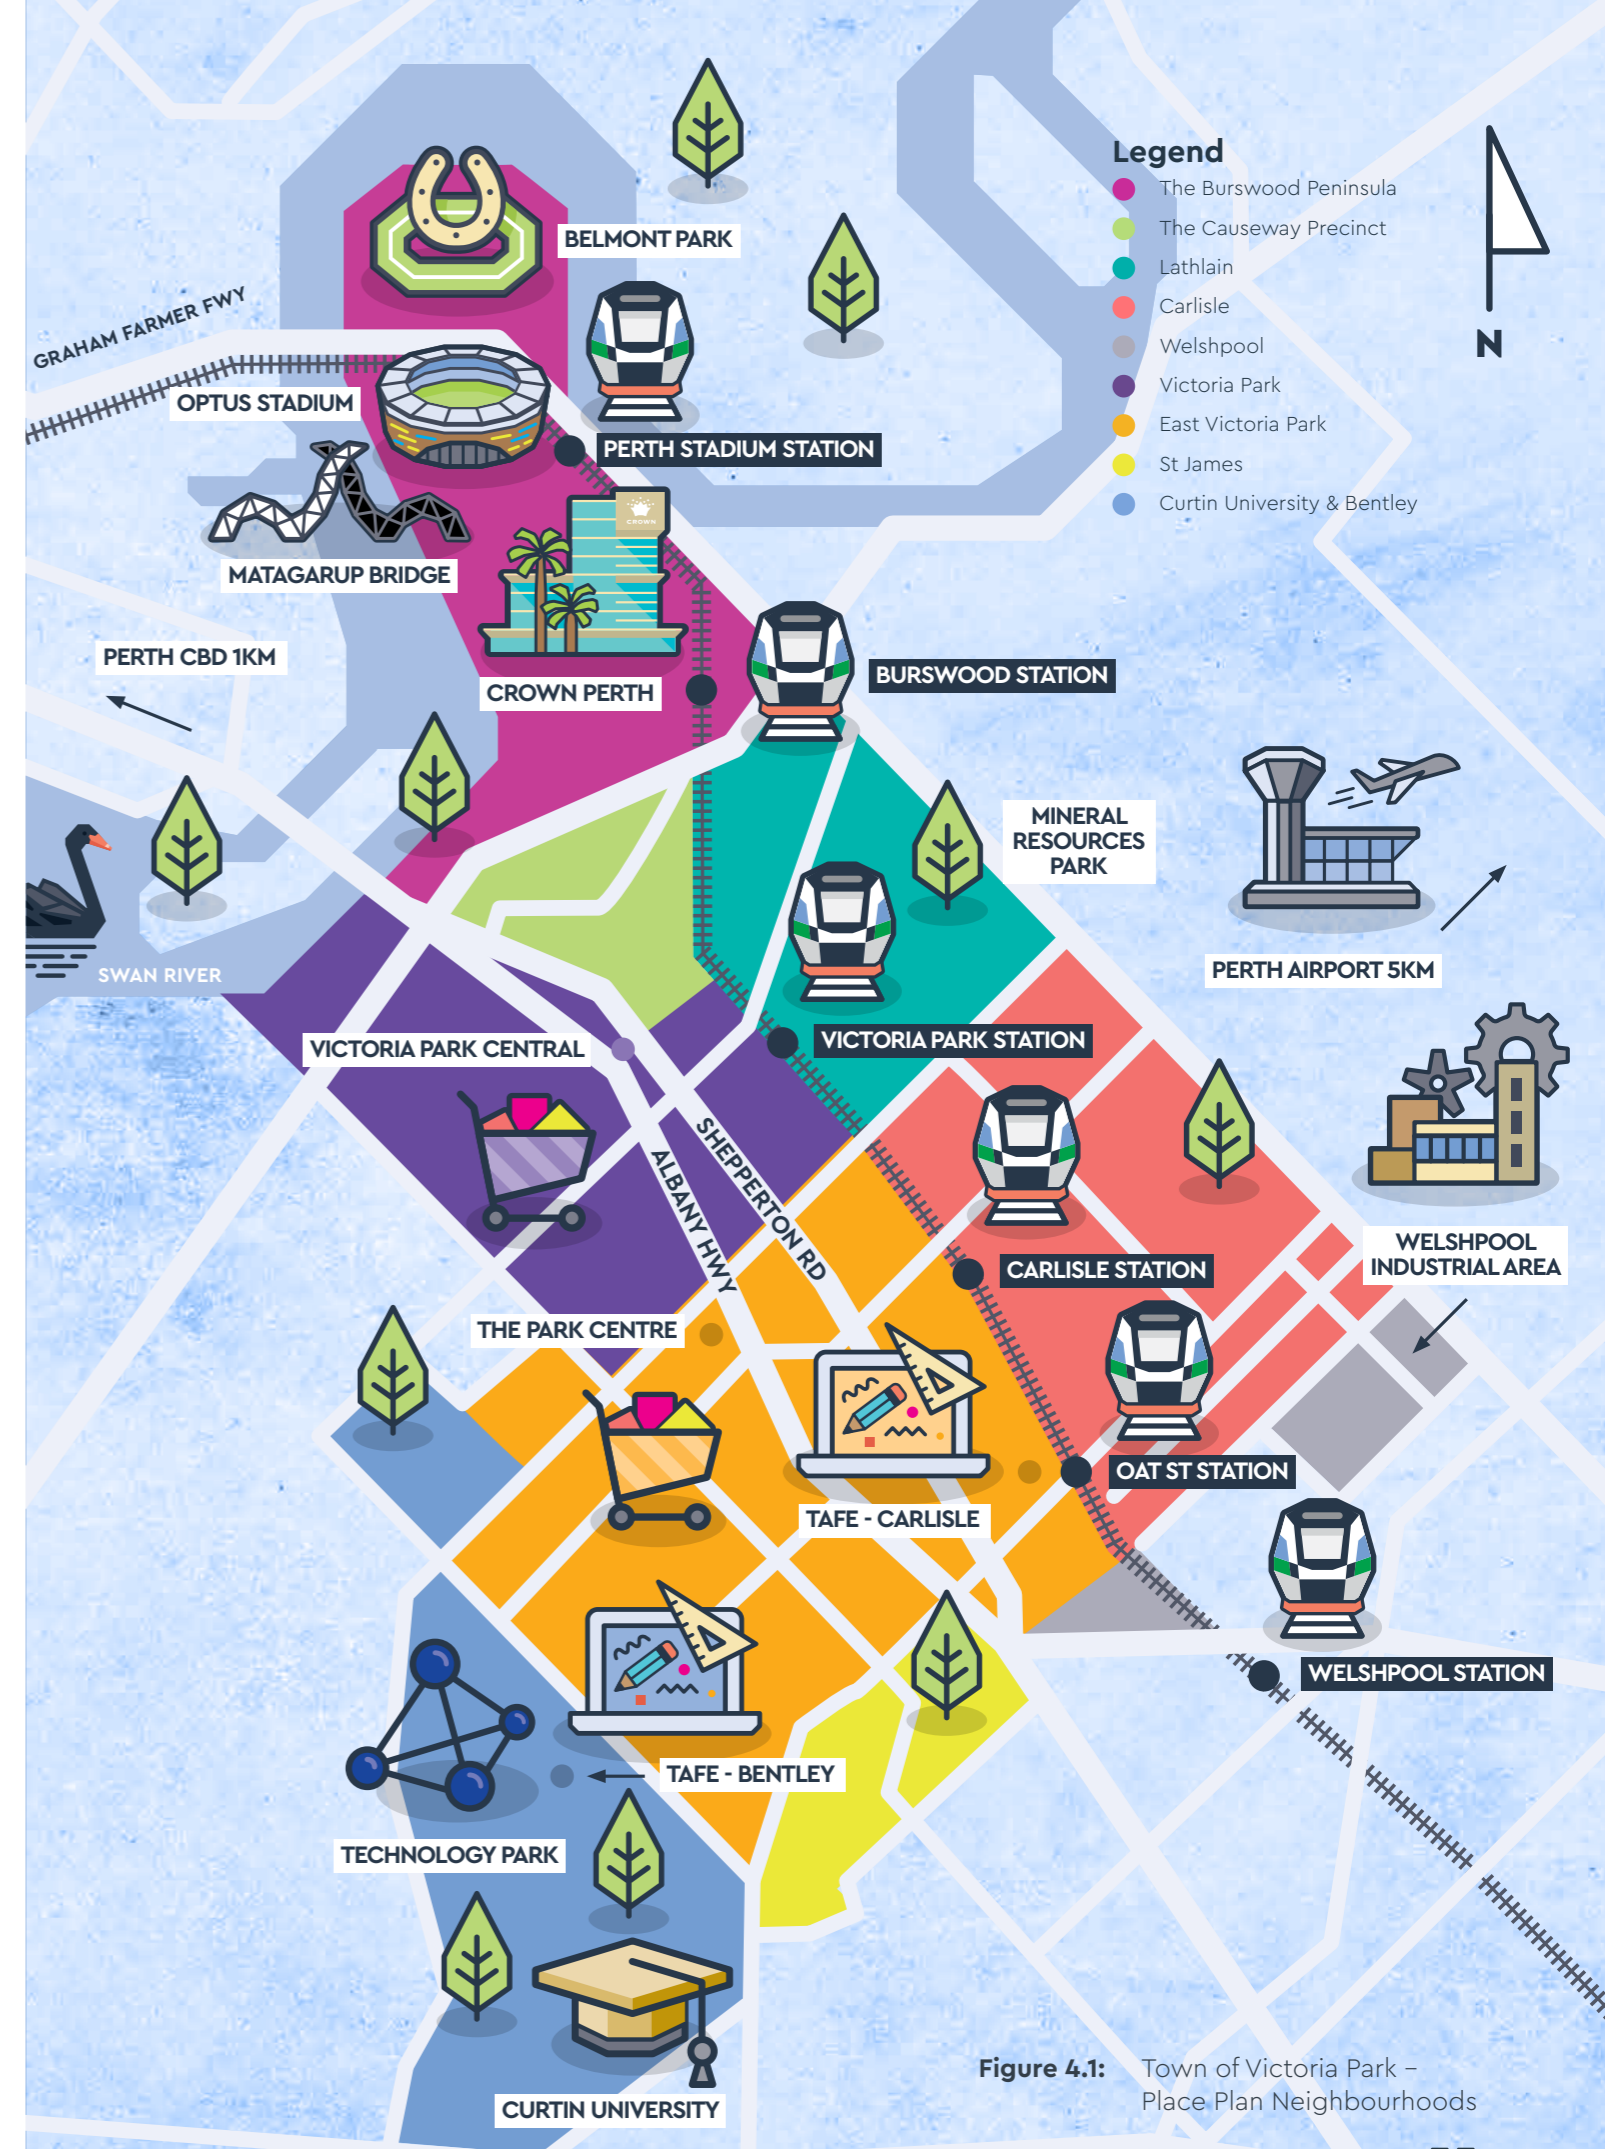 Legend
The Burswood Peninsula
The Causeway Precinct
Lathlain
Carlisle
Welshpool
Victoria Park
East Victoria Park
St James
Curtin University & Bentley
N
BELMONT PARK
GRAHAM FARMER FWY
OPTUS STADIUM
PERTH STADIUM STATION
CROWN
MATAGARUP BRIDGE
PERTH CBD 1KM
BURSWOOD STATION
CROWN PERTH
MINERAL
RESOURCES
PARK
SWAN RIVER
PERTH AIRPORT 5KM
VICTORIA PARK CENTRAL
VICTORIA PARK STATION
SHEPPERTON RD
ALBANY HWY
WELSHPOOL
INDUSTRIAL AREA
CARLISLE STATION
THE PARK CENTRE
OAT ST STATION
TAFE - CARLISLE
WELSHPOOL STATION
TAFE - BENTLEY
TECHNOLOGY PARK
CURTIN UNIVERSITY
Figure 4.1: Town of Victoria Park –
Place Plan Neighbourhoods